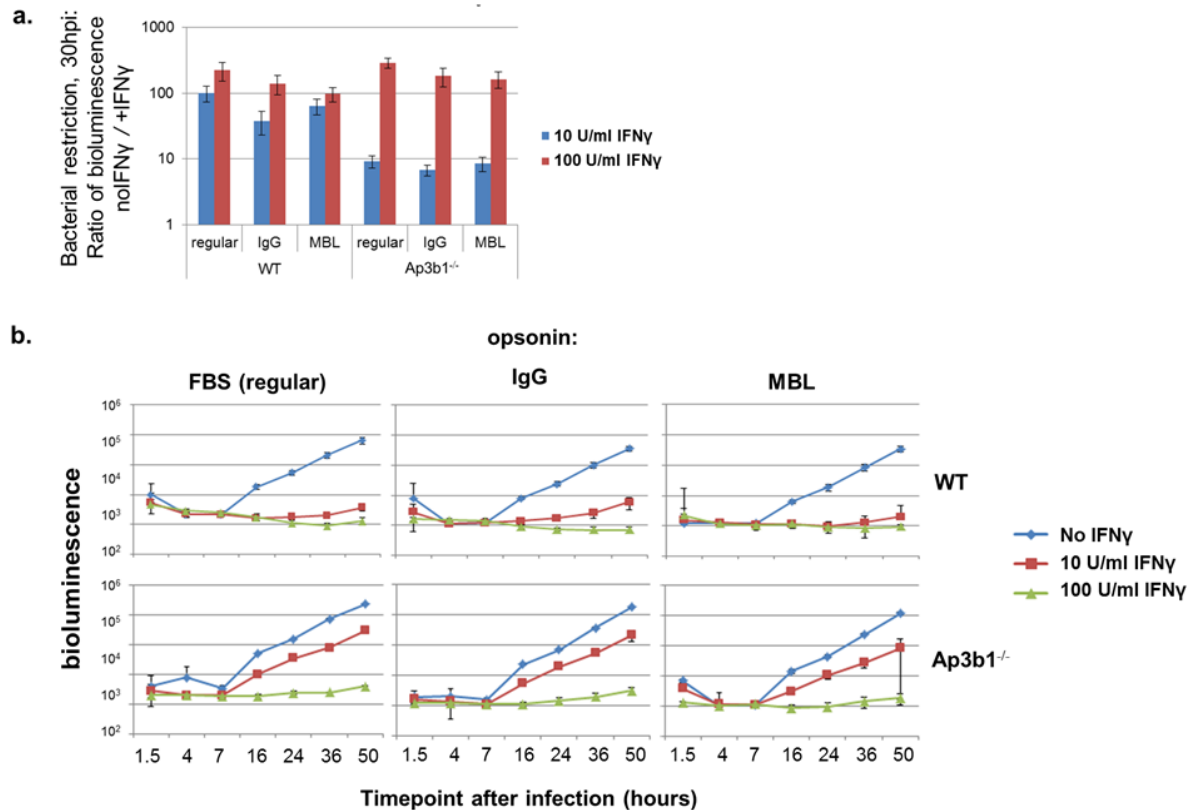 a.
Bacterial restriction, 30hpi:
Ratio of bioluminescence
noIFNγ / +IFNγ
1000
100
10
1
regular IgG MBL regular IgG MBL
WT Ap3b1-/-
10 U/ml IFNγ
100 U/ml IFNγ
b.
opsonin:
FBS (regular) IgG MBL
bioluminescence
10⁶
10⁵
10⁴
10³
10²
WT
10⁶
10⁵
10⁴
10³
10²
Ap3b1-/-
No IFNγ
10 U/ml IFNγ
100 U/ml IFNγ
1.5 4 7 16 24 36 50 1.5 4 7 16 24 36 50 1.5 4 7 16 24 36 50
Timepoint after infection (hours)